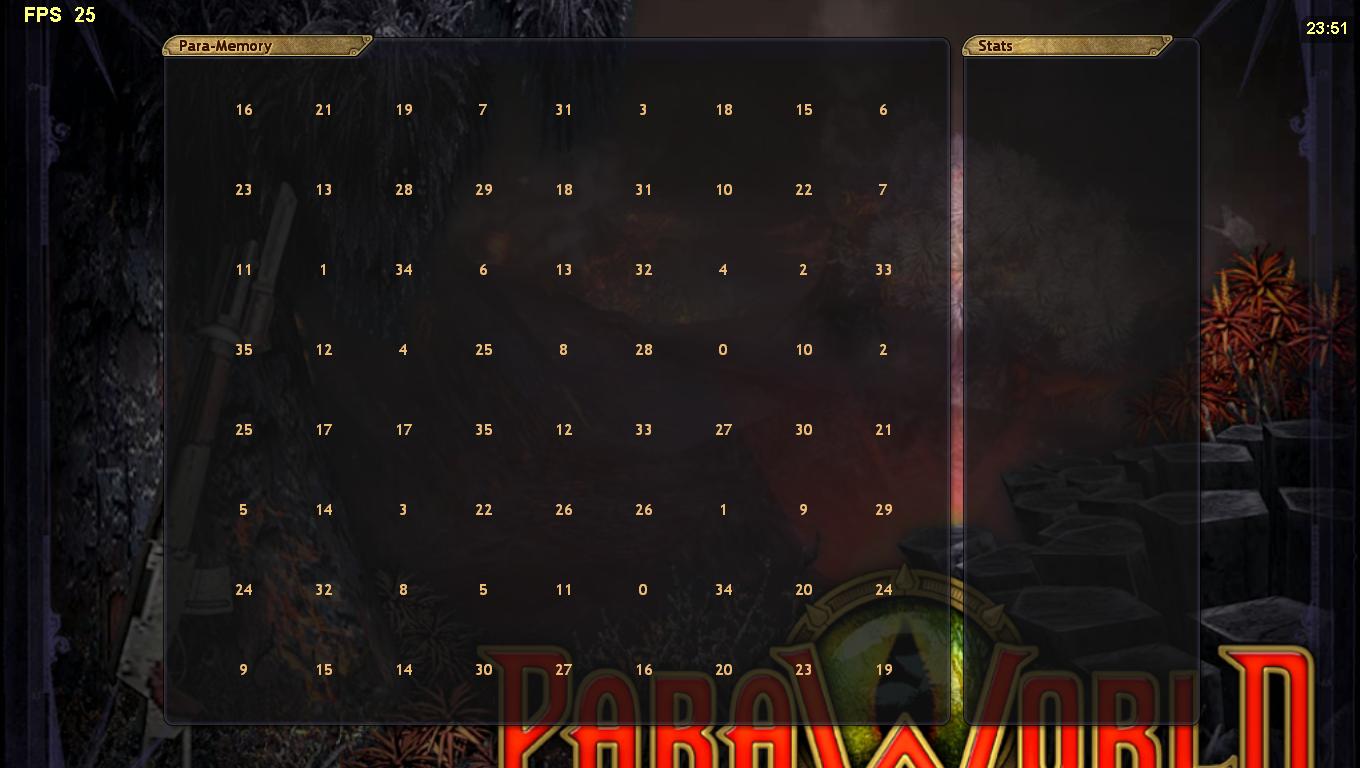 FPS 25
23:51
Para-Memory
Stats
16 21 19 7 31 3 18 15 6
23 13 28 29 18 31 10 22 7
11 1 34 6 13 32 4 2 33
35 12 4 25 8 28 0 10 2
25 17 17 35 12 33 27 30 21
5 14 3 22 26 26 1 9 29
24 32 8 5 11 0 34 20 24
9 15 14 30 27 16 20 23 19
PARAWORLD